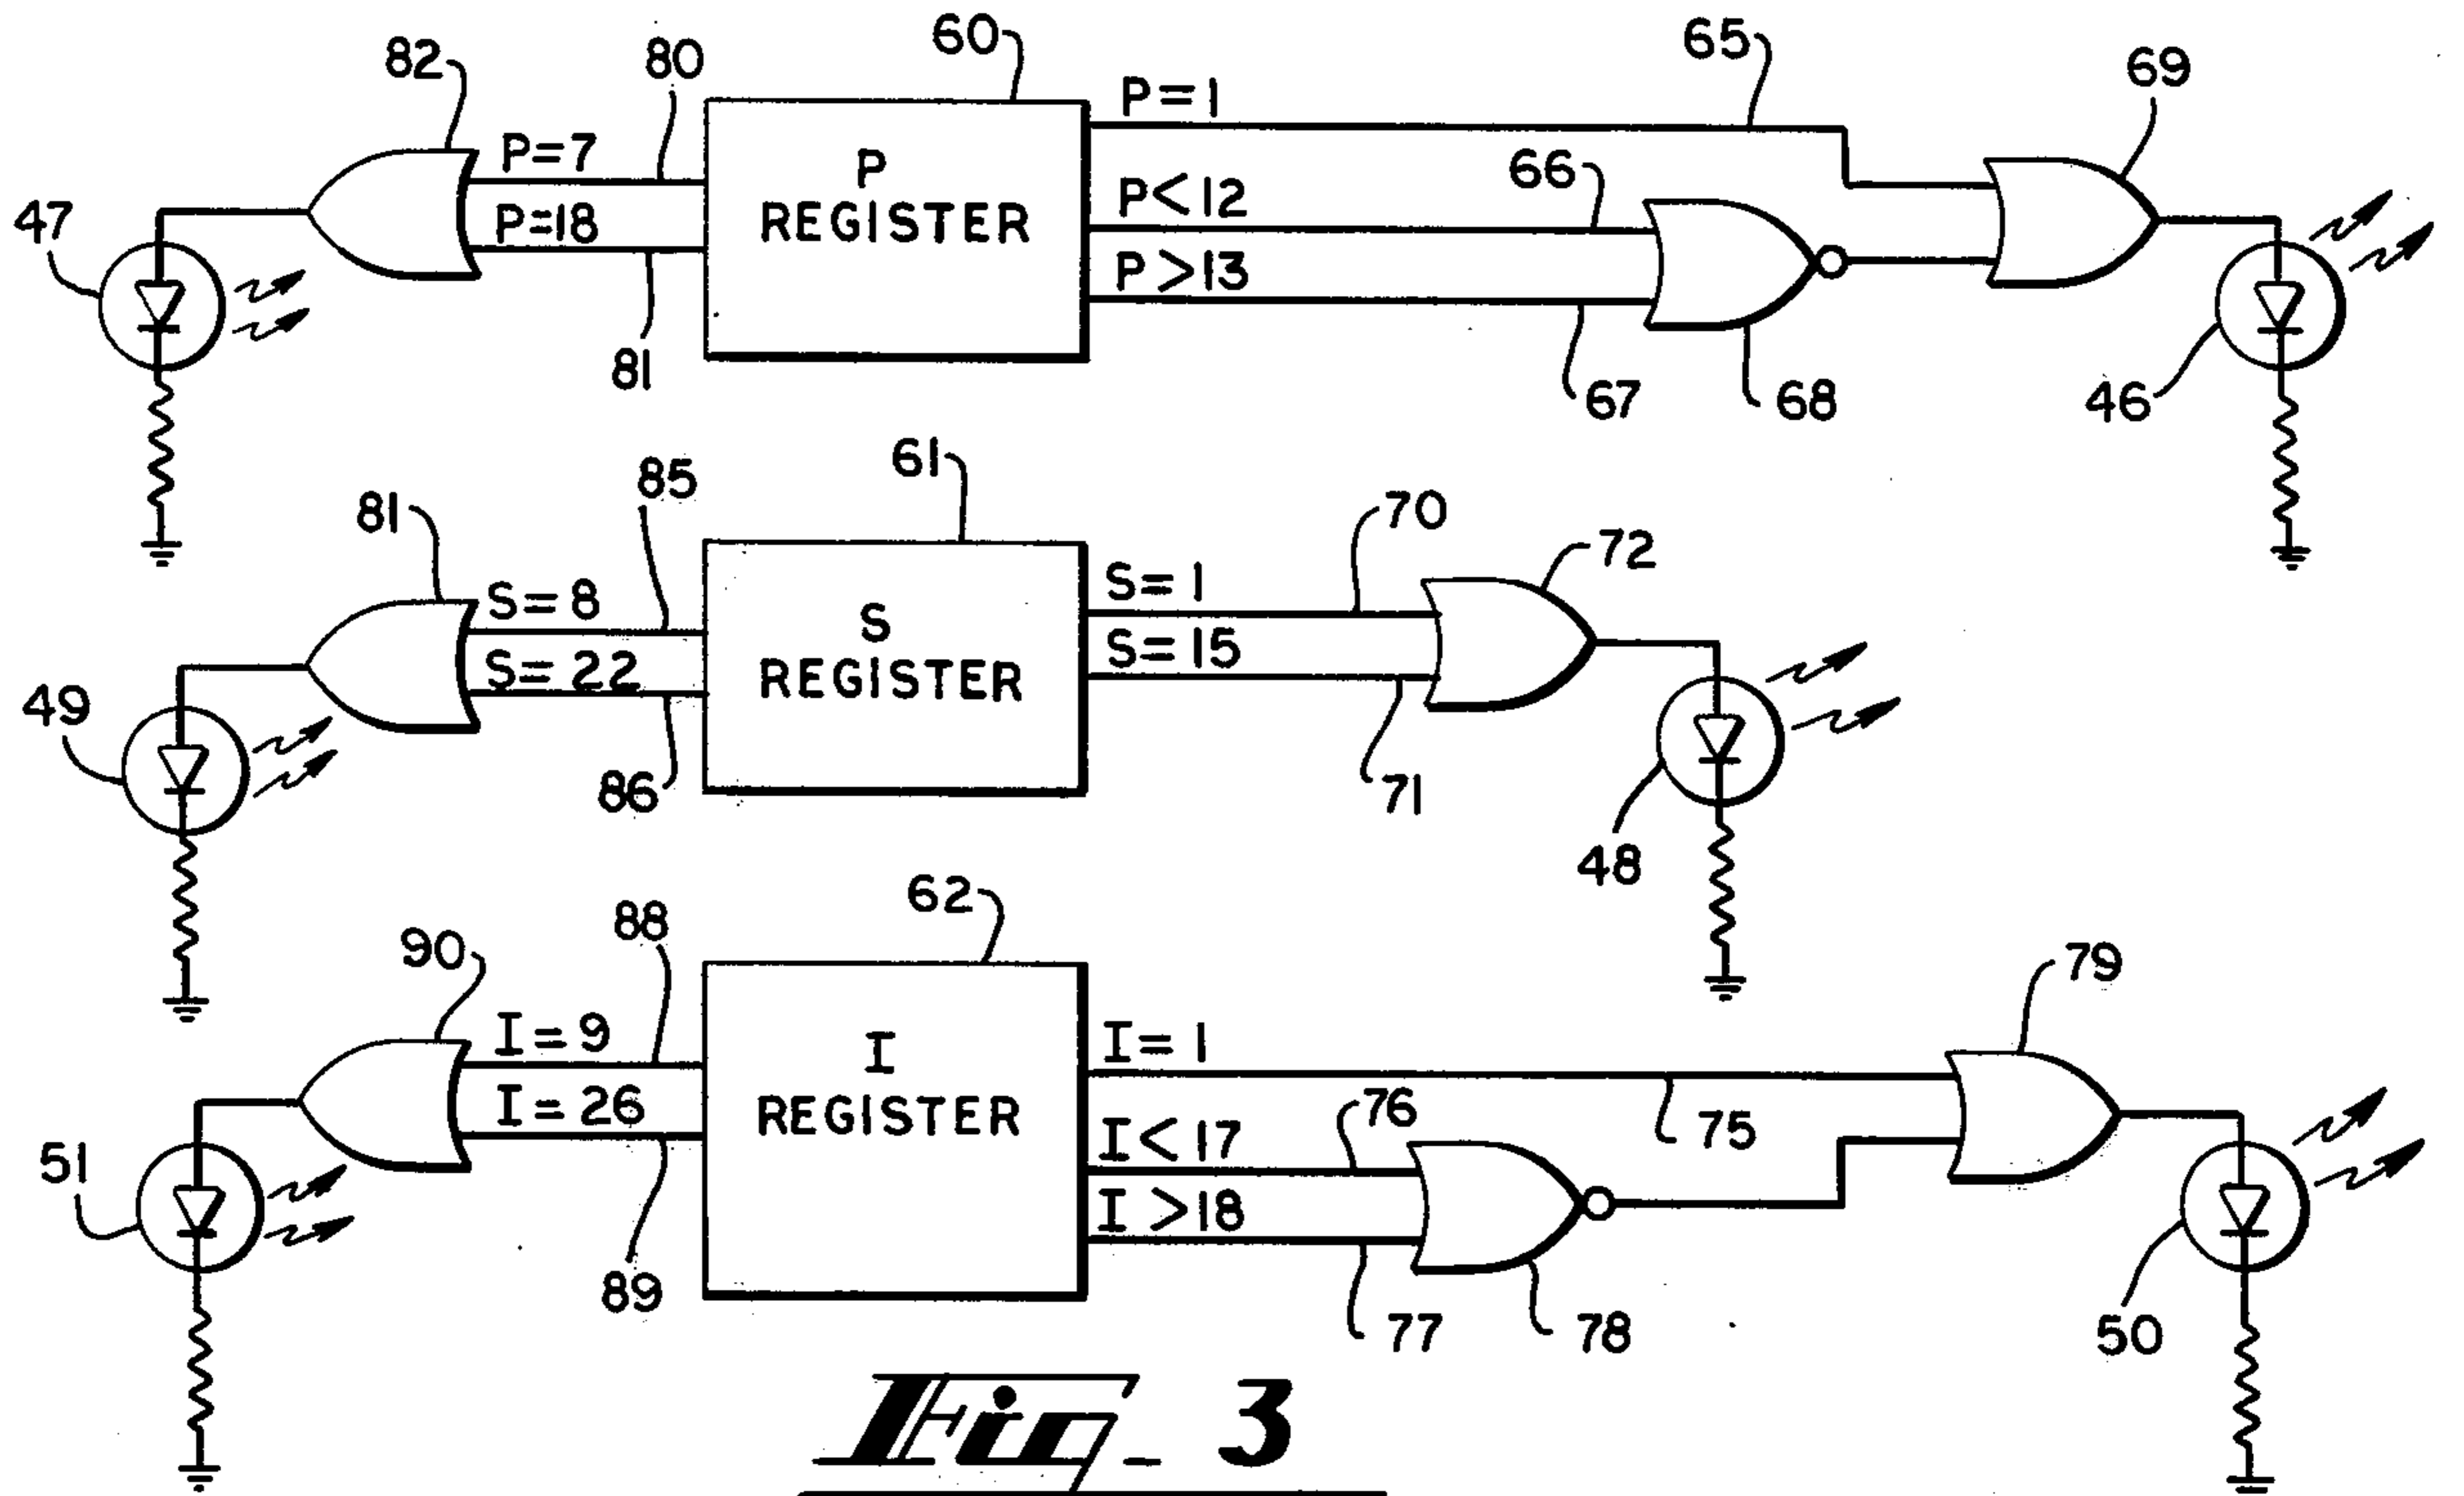 82
80
60
65
69
P=1
P=7
47
P=18
P
REGISTER
P<12
66
P>13
81
67
68
46
61
85
81
70
72
S=8
S=1
S
REGISTER
S=22
S=15
49
86
71
48
62
88
90
79
I=9
I=1
I
REGISTER
I=26
76
75
51
I<17
I>18
89
77
78
50
Fig_ 3